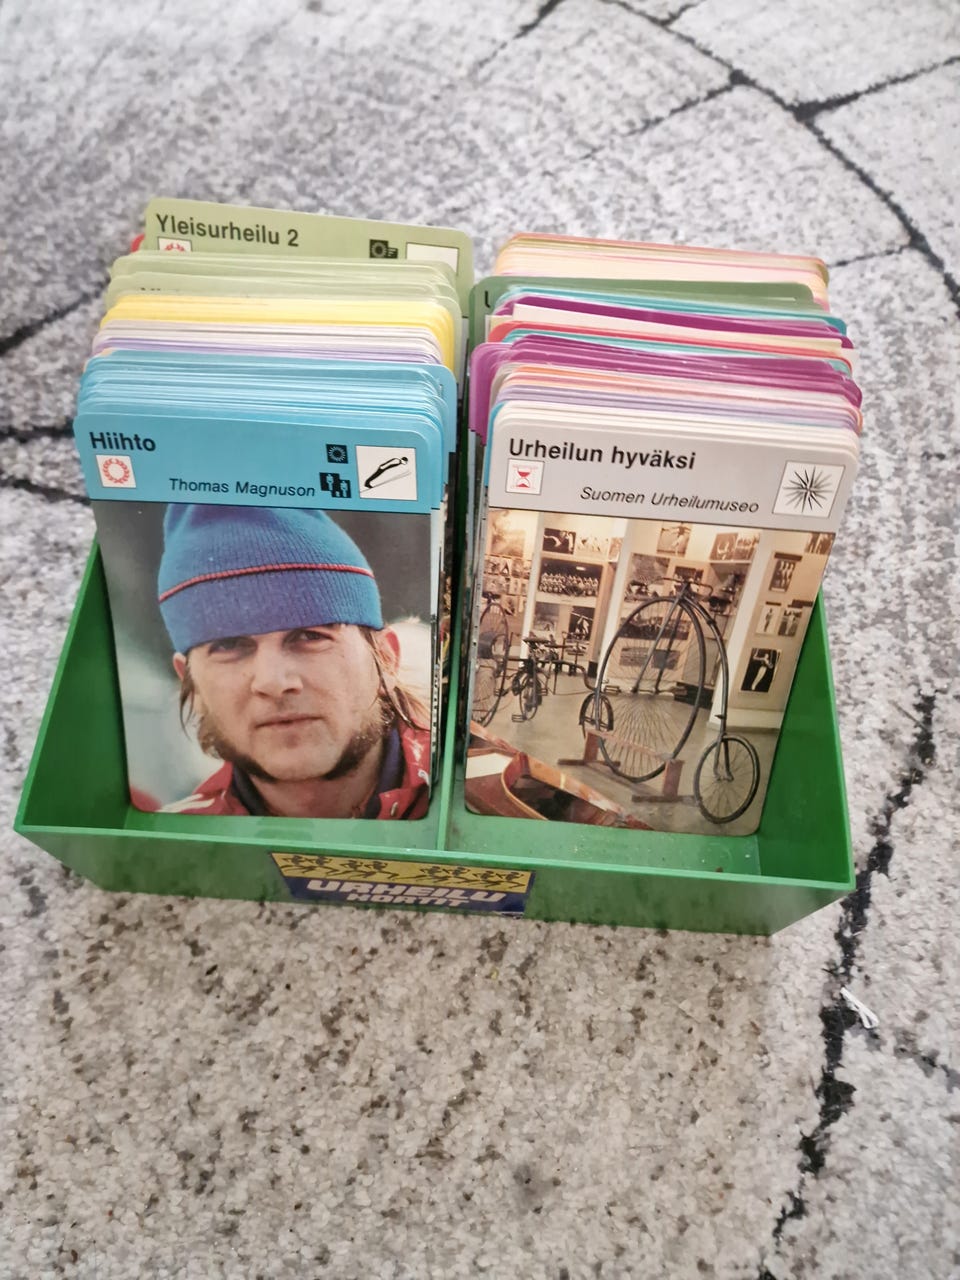 Yleisurheilu 2
Hiihto
Thomas Magnuson
Urheilun hyväksi
Suomen Urheilumuseo
URHEILU
KORTIT